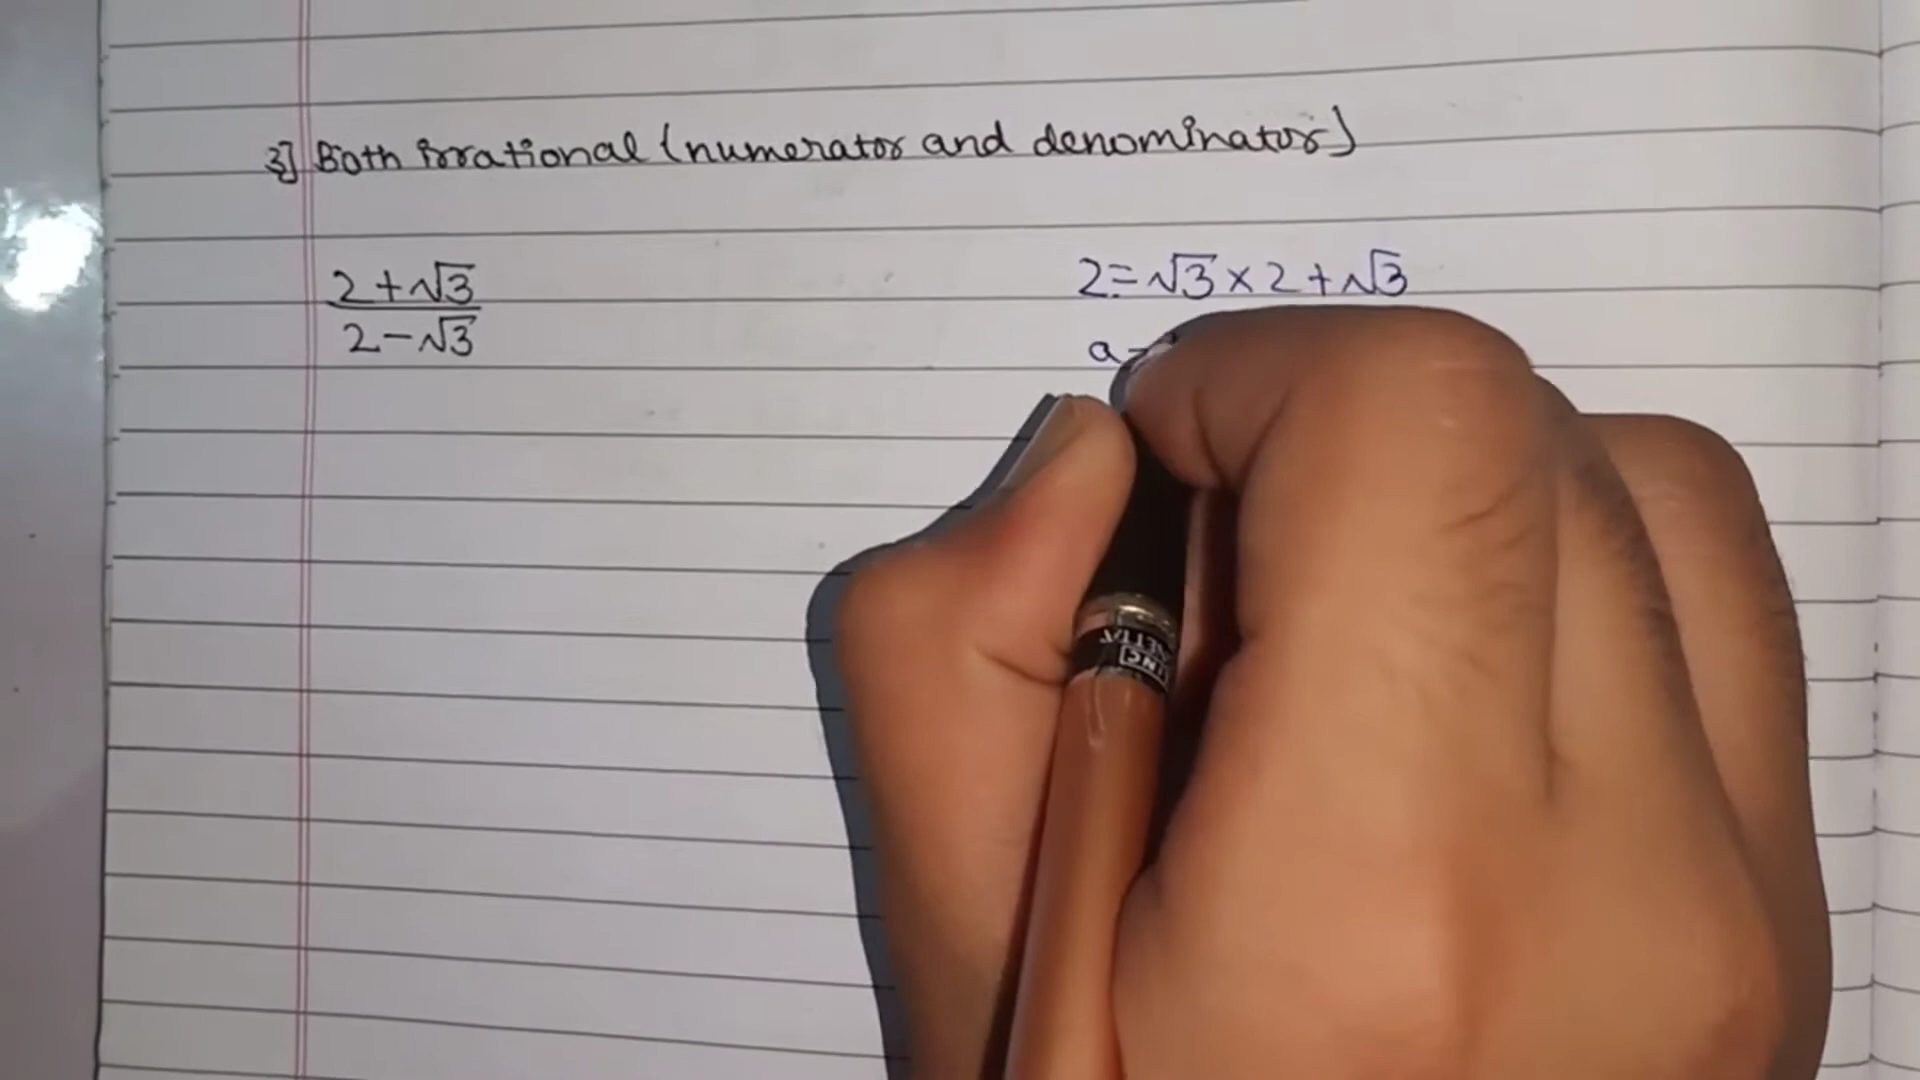 3] Both irrational (numerator and denominator)
2+√3
2-√3
2=√3×2+√3
a-